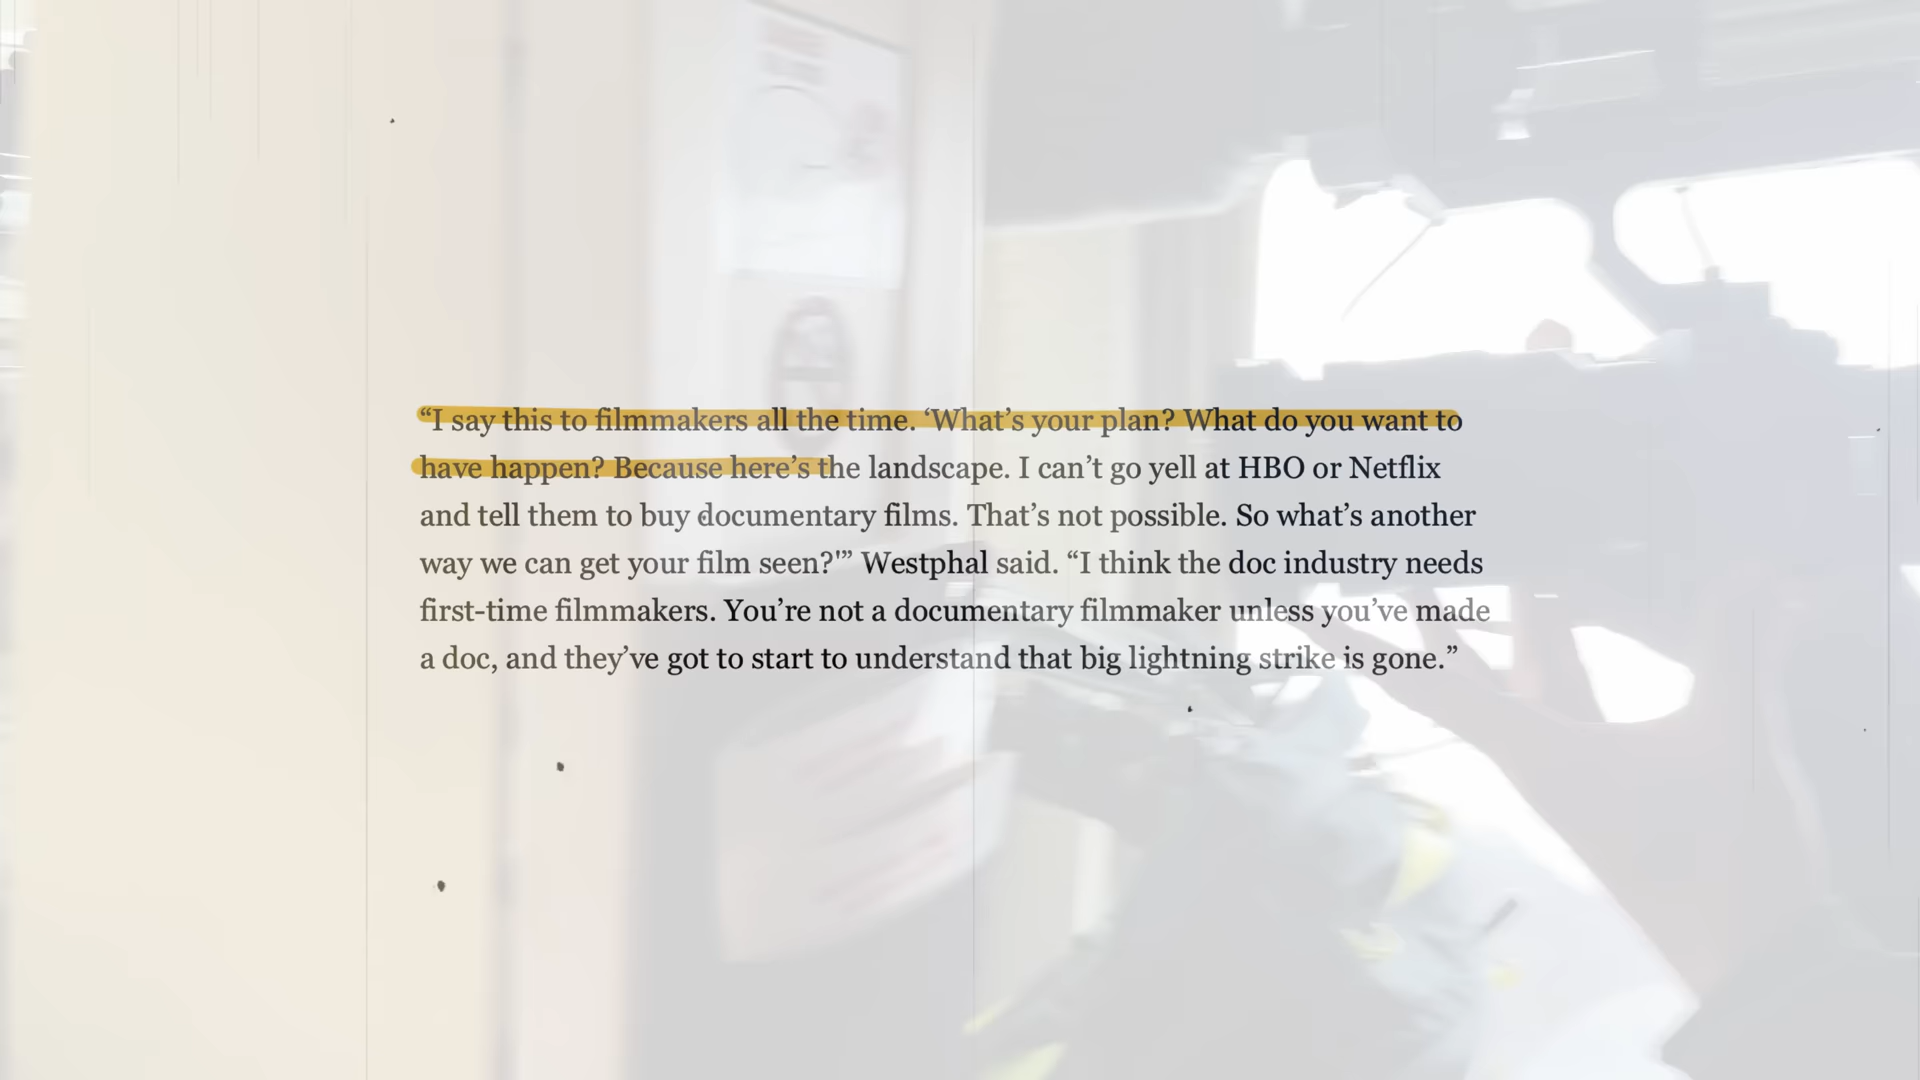 “I say this to filmmakers all the time. ‘What’s your plan? What do you want to
have happen? Because here’s the landscape. I can’t go yell at HBO or Netflix
and tell them to buy documentary films. That’s not possible. So what’s another
way we can get your film seen?'” Westphal said. “I think the doc industry needs
first-time filmmakers. You’re not a documentary filmmaker unless you’ve made
a doc, and they’ve got to start to understand that big lightning strike is gone.”